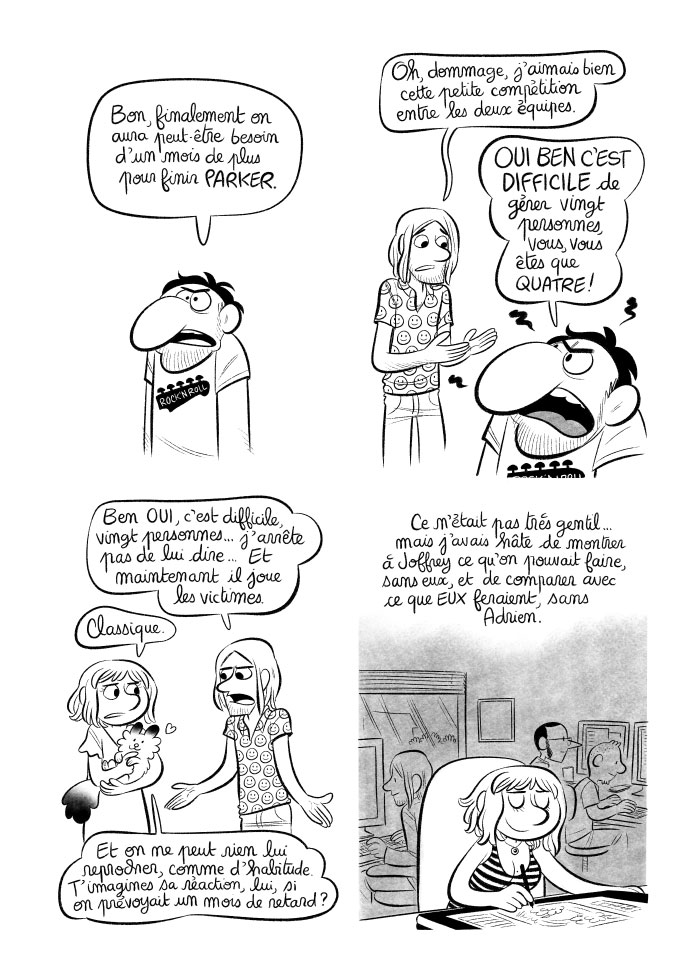 Bon, finalement on
aura peut-être besoin
d'un mois de plus
pour finir PARKER.
ROCK'N ROLL
Oh, dommage, j'aimais bien
cette petite compétition
entre les deux équipes.
OUI BEN C'EST
DIFFICILE de
gérer vingt
personnes,
vous, vous
êtes que
QUATRE!
ROCK'N ROLL
Ben OUI, c'est difficile,
vingt personnes... j'arrête
pas de lui dire... Et
maintenant il joue
les victimes.
Classique.
Et on ne peut rien lui
reprocher, comme d'habitude.
T'imagines sa réaction, lui, si
on prévoyait un mois de retard?
Ce n'était pas très gentil...
mais j'avais hâte de montrer
à Joffrey ce qu'on pouvait faire,
sans eux, et de comparer avec
ce que EUX feraient, sans
Adrien.